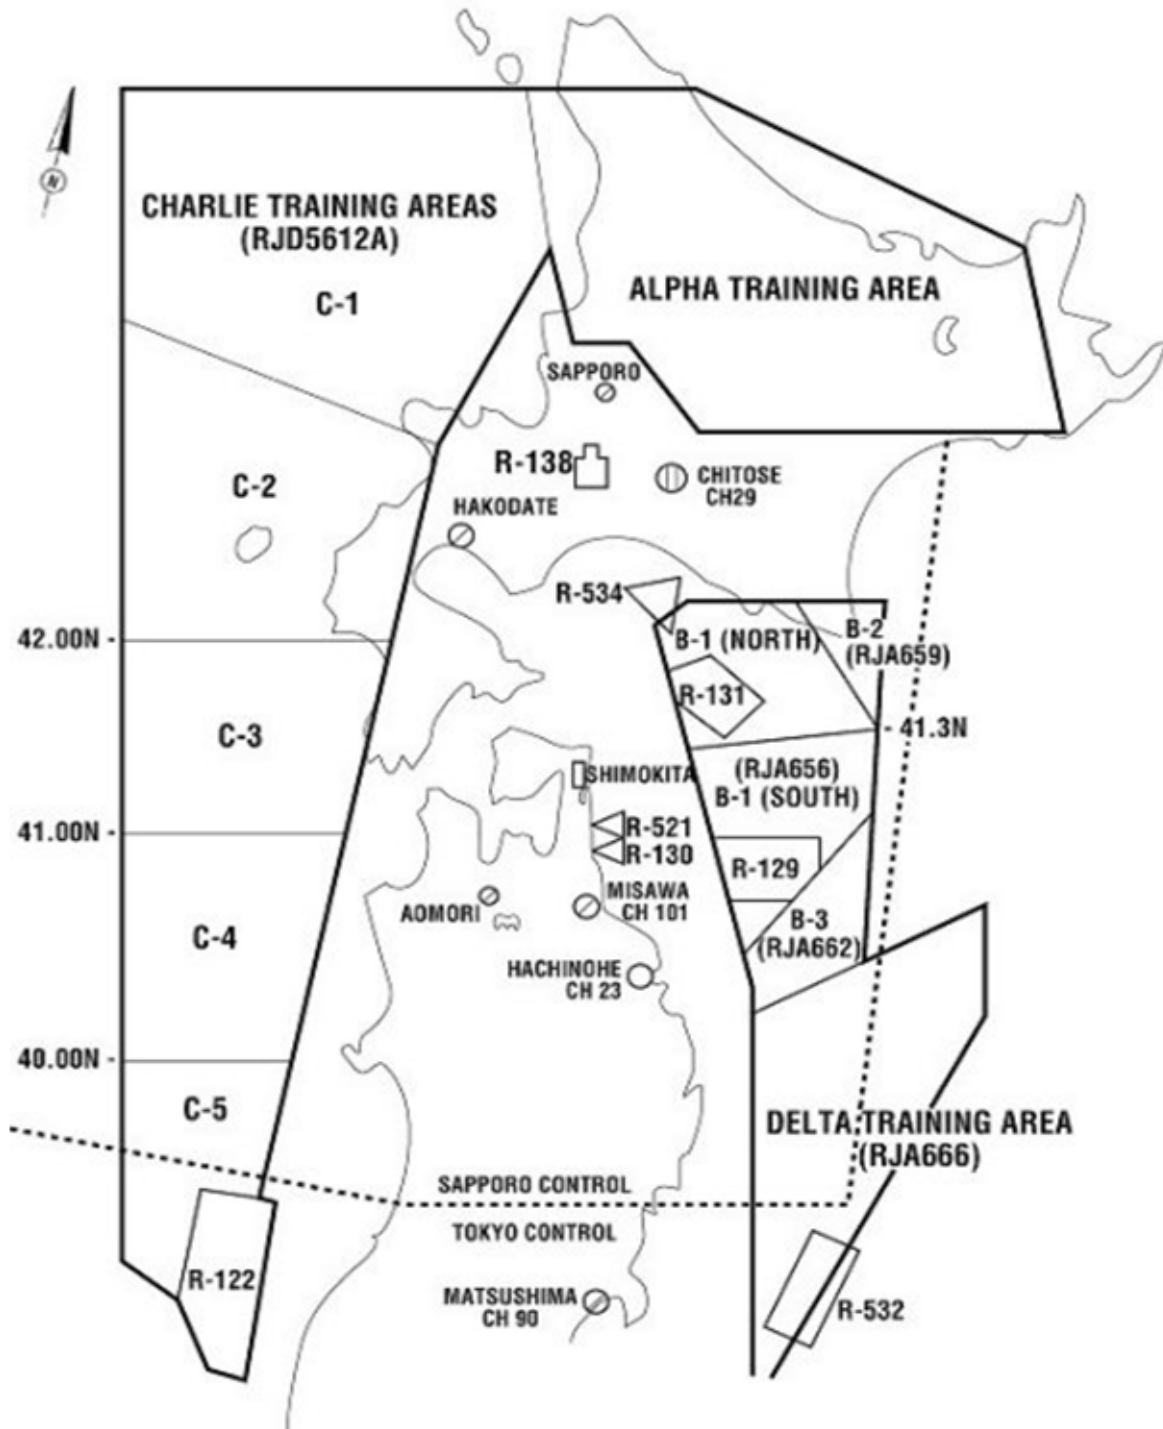 N
CHARLIE TRAINING AREAS
(RJD5612A)
C-1
ALPHA TRAINING AREA
SAPPORO
R-138
CHITOSE
CH29
C-2
HAKODATE
R-534
42.00N -
B-1 (NORTH)
B-2
(RJA659)
R-131
- 41.3N
C-3
(RJA656)
B-1 (SOUTH)
SHIMOKITA
41.00N -
R-521
R-130
R-129
MISAWA
CH 101
AOMORI
B-3
(RJA662)
C-4
HACHINOHE
CH 23
40.00N -
C-5
DELTA TRAINING AREA
(RJA666)
SAPPORO CONTROL
TOKYO CONTROL
R-122
MATSUSHIMA
CH 90
R-532